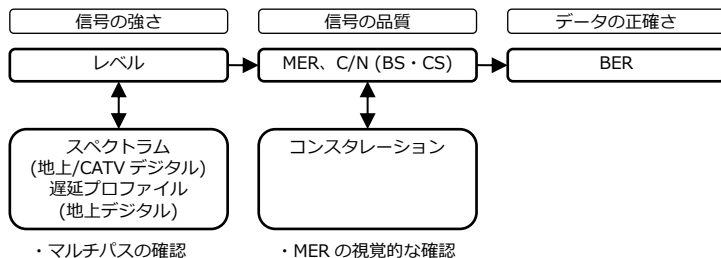 信号の強さ
信号の品質
データの正確さ
レベル
MER、C/N (BS・CS)
BER
スペクトラム
(地上/CATV デジタル)
遅延プロファイル
(地上デジタル)
コンスタレーション
・マルチパスの確認
・MER の視覚的な確認